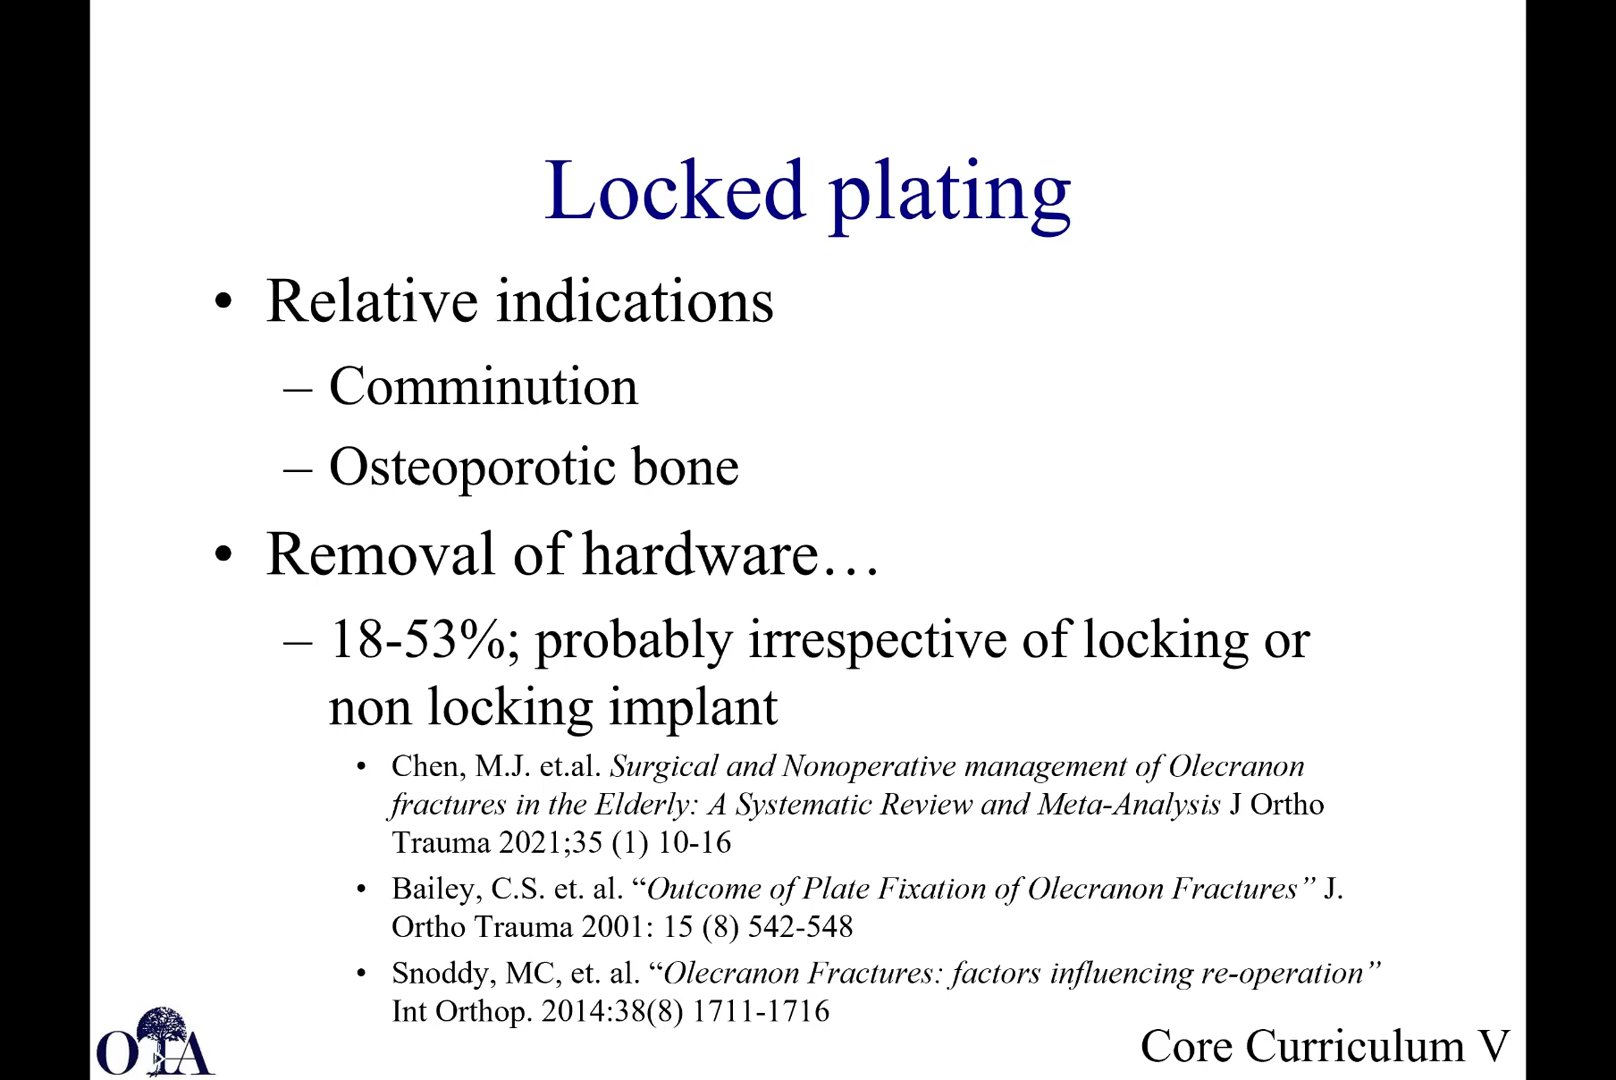 Locked plating
• Relative indications
– Comminution
– Osteoporotic bone
• Removal of hardware…
– 18-53%; probably irrespective of locking or
non locking implant
• Chen, M.J. et.al. Surgical and Nonoperative management of Olecranon
fractures in the Elderly: A Systematic Review and Meta-Analysis J Ortho
Trauma 2021;35 (1) 10-16
• Bailey, C.S. et. al. “Outcome of Plate Fixation of Olecranon Fractures” J.
Ortho Trauma 2001: 15 (8) 542-548
• Snoddy, MC, et. al. “Olecranon Fractures: factors influencing re-operation”
Int Orthop. 2014:38(8) 1711-1716
OTA
Core Curriculum V